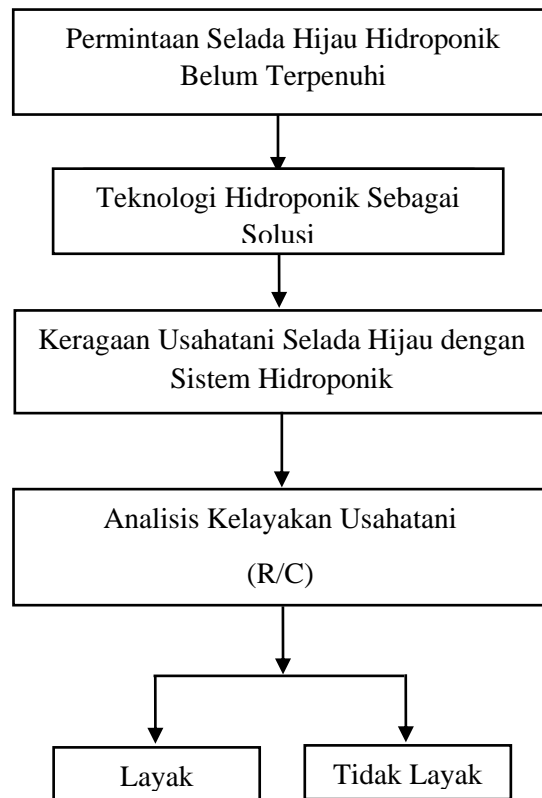 Permintaan Selada Hijau Hidroponik
Belum Terpenuhi
Teknologi Hidroponik Sebagai
Solusi
Keragaan Usahatani Selada Hijau dengan
Sistem Hidroponik
Analisis Kelayakan Usahatani
(R/C)
Layak
Tidak Layak